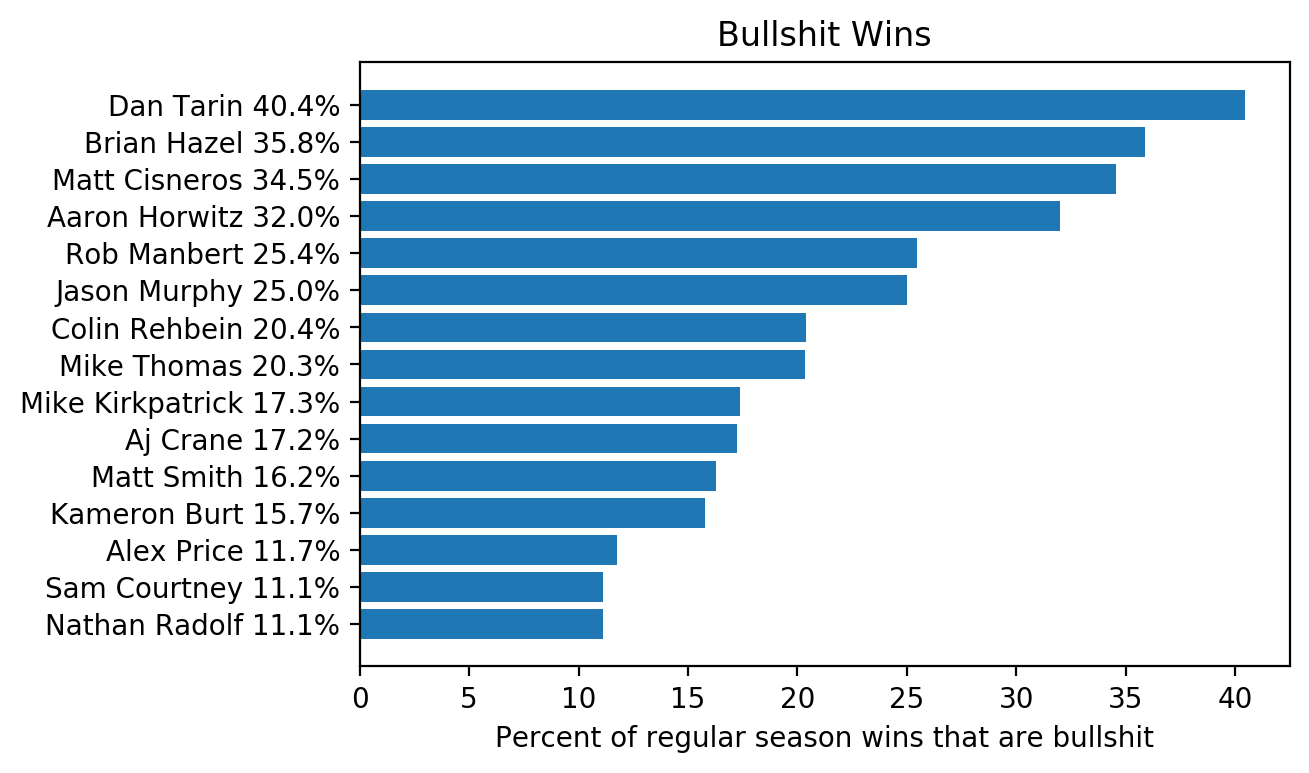 Bullshit Wins
Dan Tarin 40.4%
Brian Hazel 35.8%
Matt Cisneros 34.5%
Aaron Horwitz 32.0%
Rob Manbert 25.4%
Jason Murphy 25.0%
Colin Rehbein 20.4%
Mike Thomas 20.3%
Mike Kirkpatrick 17.3%
Aj Crane 17.2%
Matt Smith 16.2%
Kameron Burt 15.7%
Alex Price 11.7%
Sam Courtney 11.1%
Nathan Radolf 11.1%
0 5 10 15 20 25 30 35 40
Percent of regular season wins that are bullshit